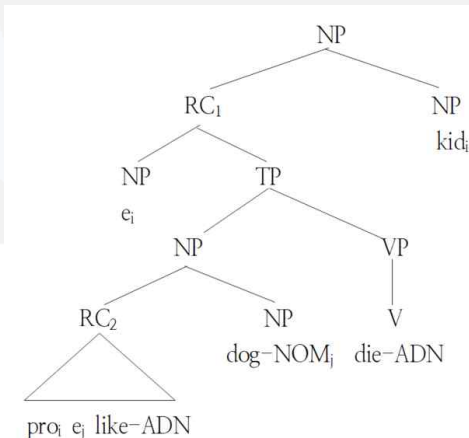 NP
RC₁ NP
kidᵢ
NP TP
eᵢ
NP VP
RC₂ NP V
dog-NOMⱼ die-ADN
proᵢ eⱼ like-ADN